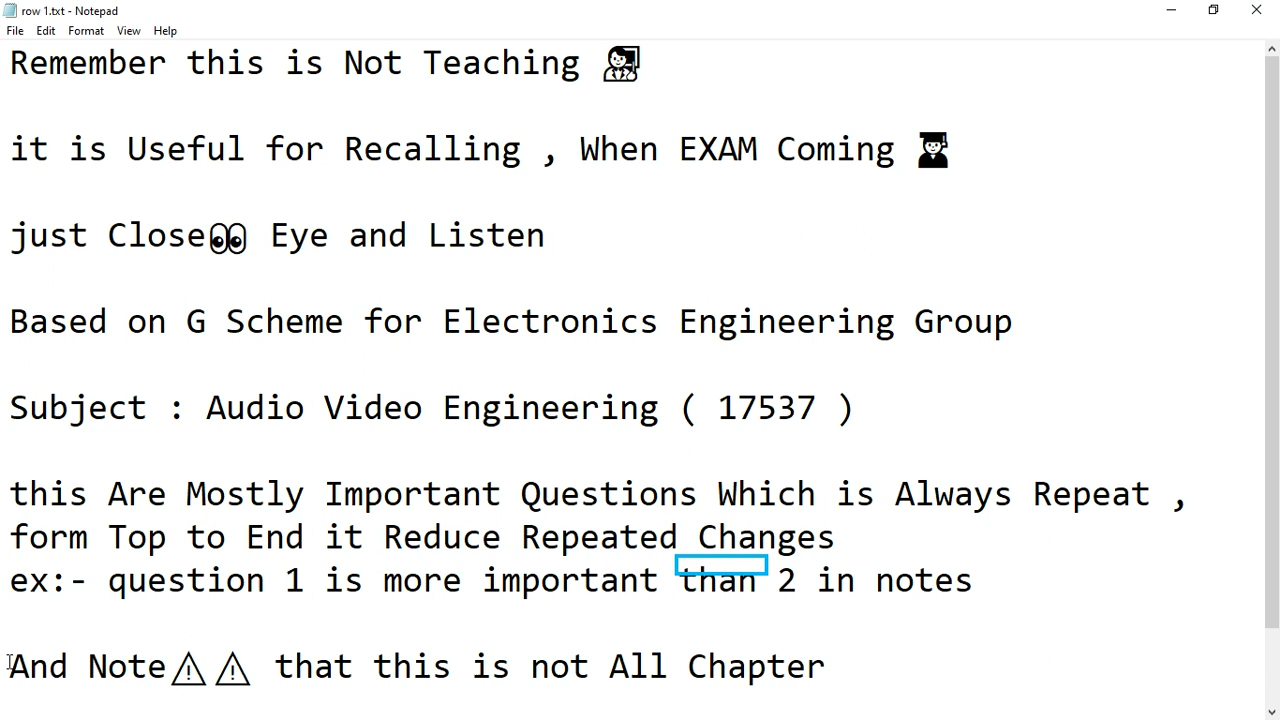 row 1.txt - Notepad
File Edit Format View Help
Remember this is Not Teaching 👩‍🏫
it is Useful for Recalling , When EXAM Coming 👨‍🎓
just Close👀 Eye and Listen
Based on G Scheme for Electronics Engineering Group
Subject : Audio Video Engineering ( 17537 )
this Are Mostly Important Questions Which is Always Repeat ,
form Top to End it Reduce Repeated Changes
ex:- question 1 is more important than 2 in notes
And Note⚠⚠ that this is not All Chapter